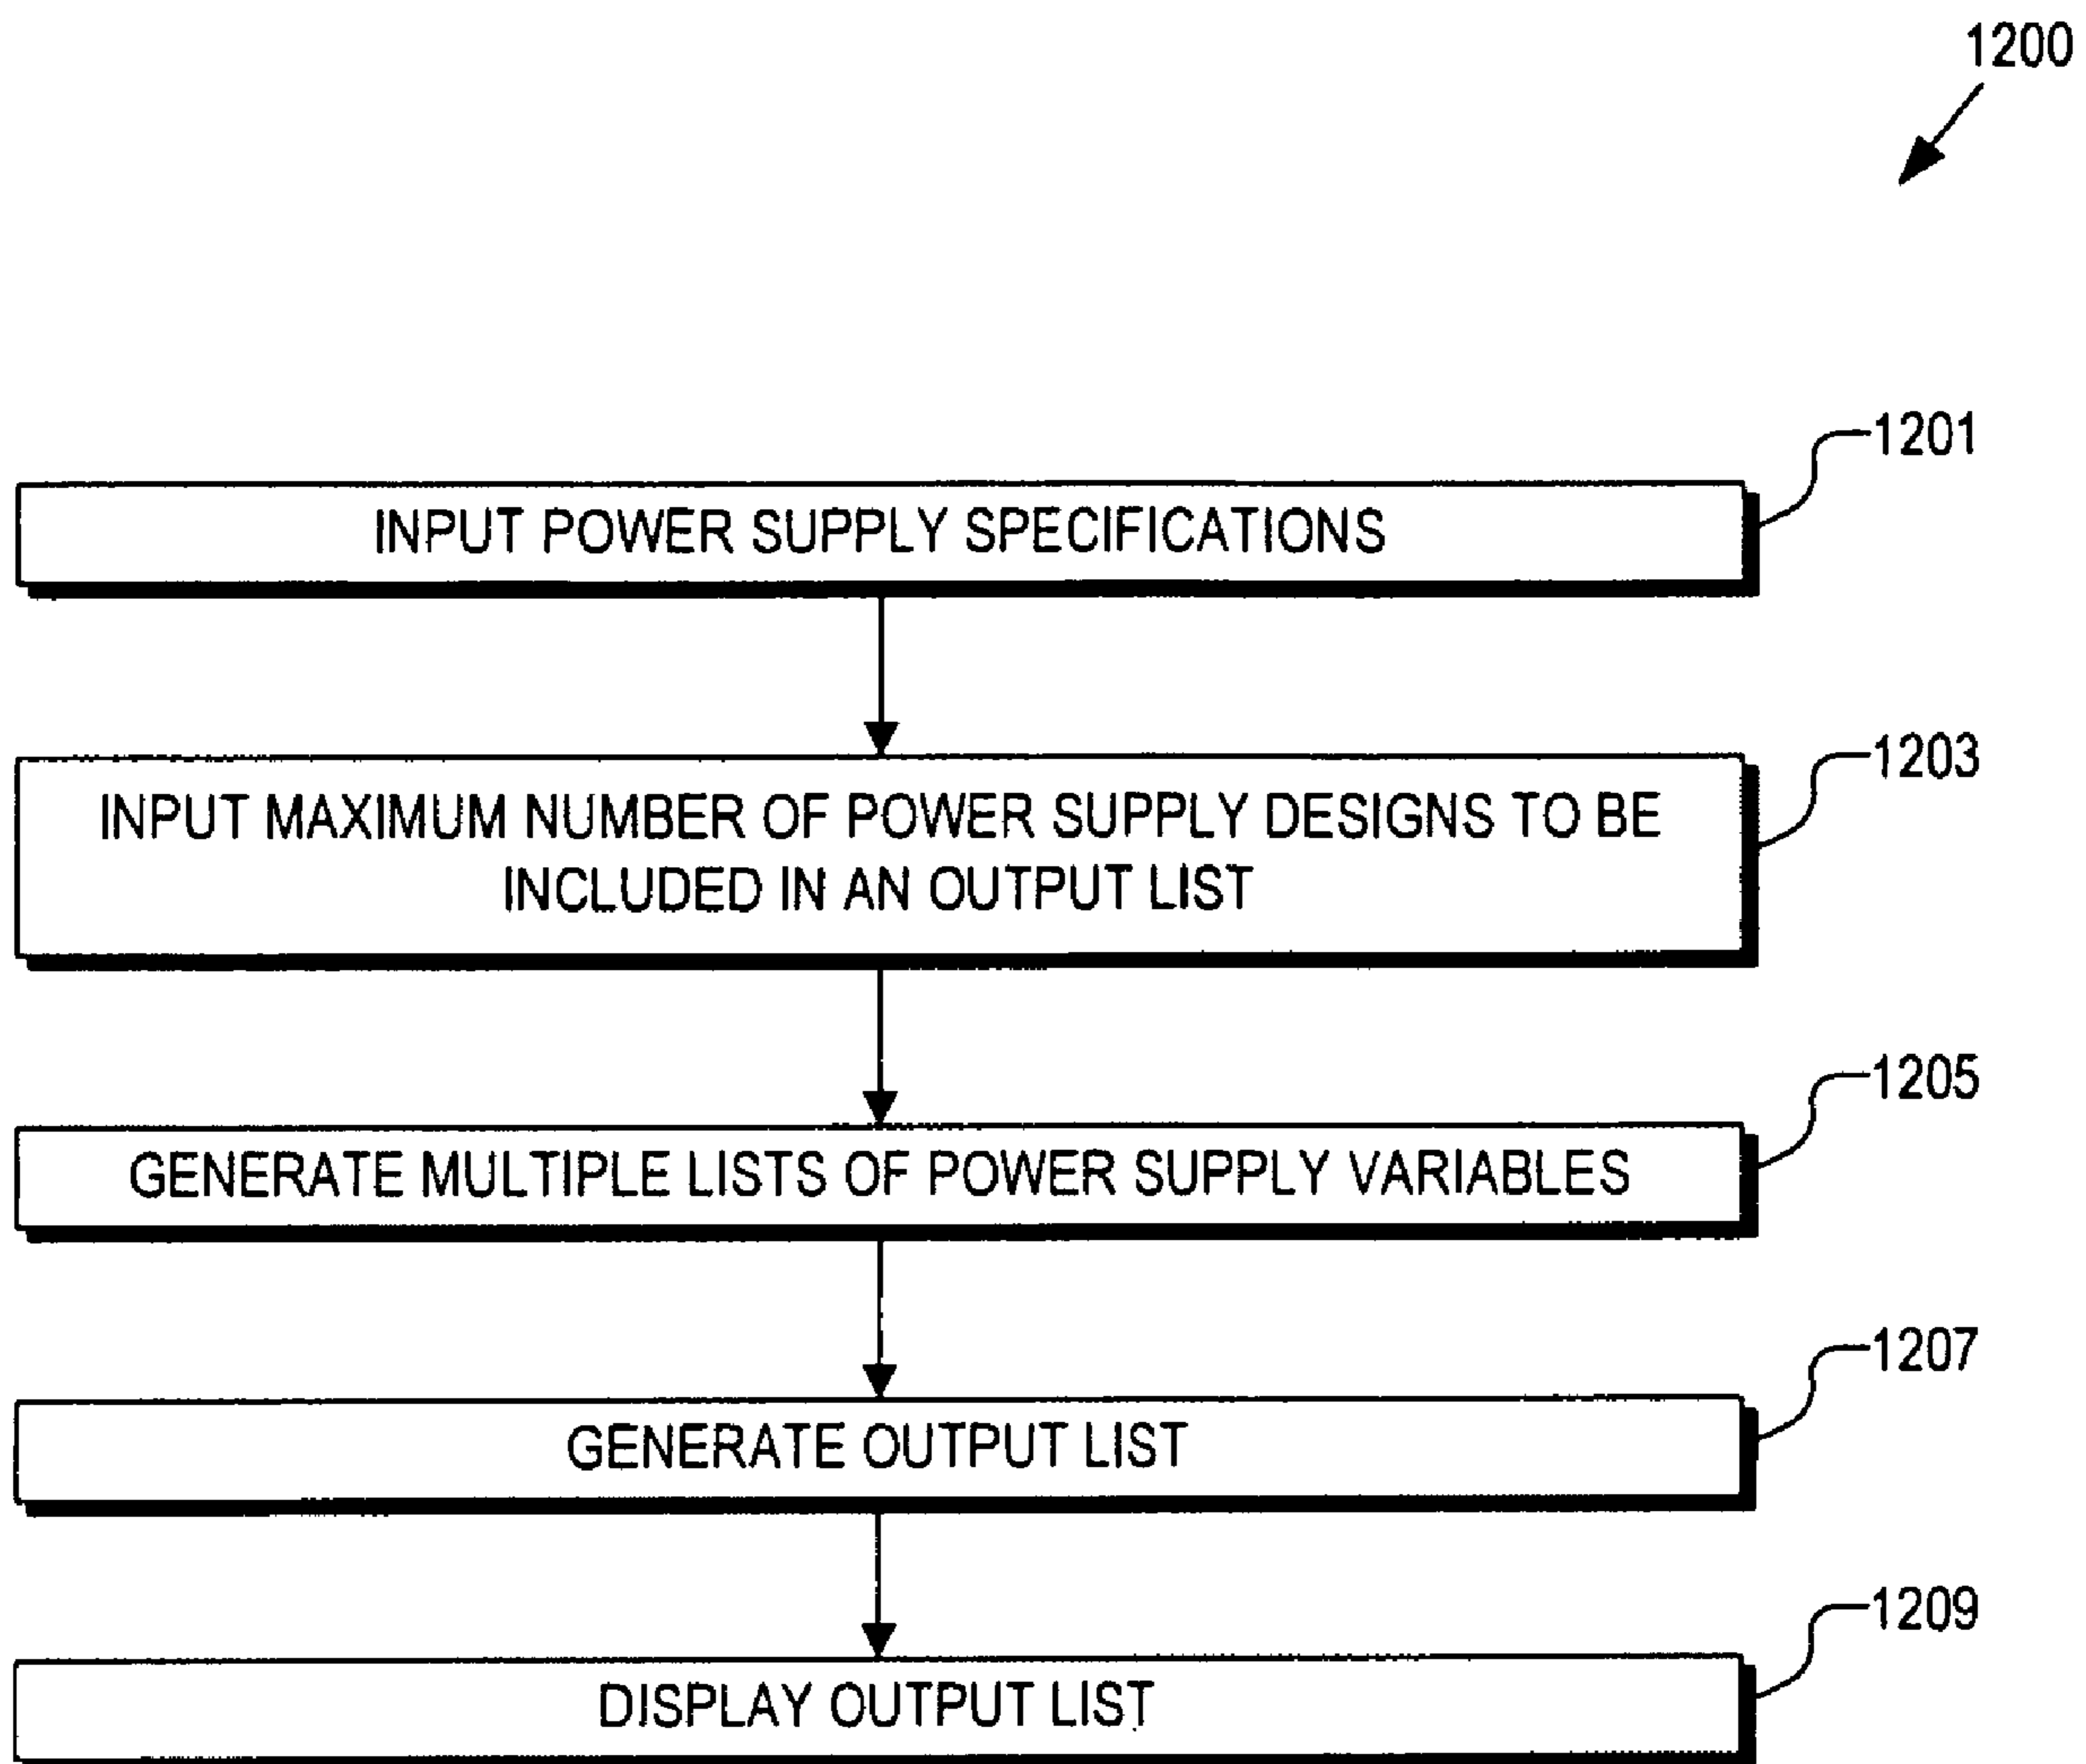 1200
1201
INPUT POWER SUPPLY SPECIFICATIONS
1203
INPUT MAXIMUM NUMBER OF POWER SUPPLY DESIGNS TO BE
INCLUDED IN AN OUTPUT LIST
1205
GENERATE MULTIPLE LISTS OF POWER SUPPLY VARIABLES
1207
GENERATE OUTPUT LIST
1209
DISPLAY OUTPUT LIST